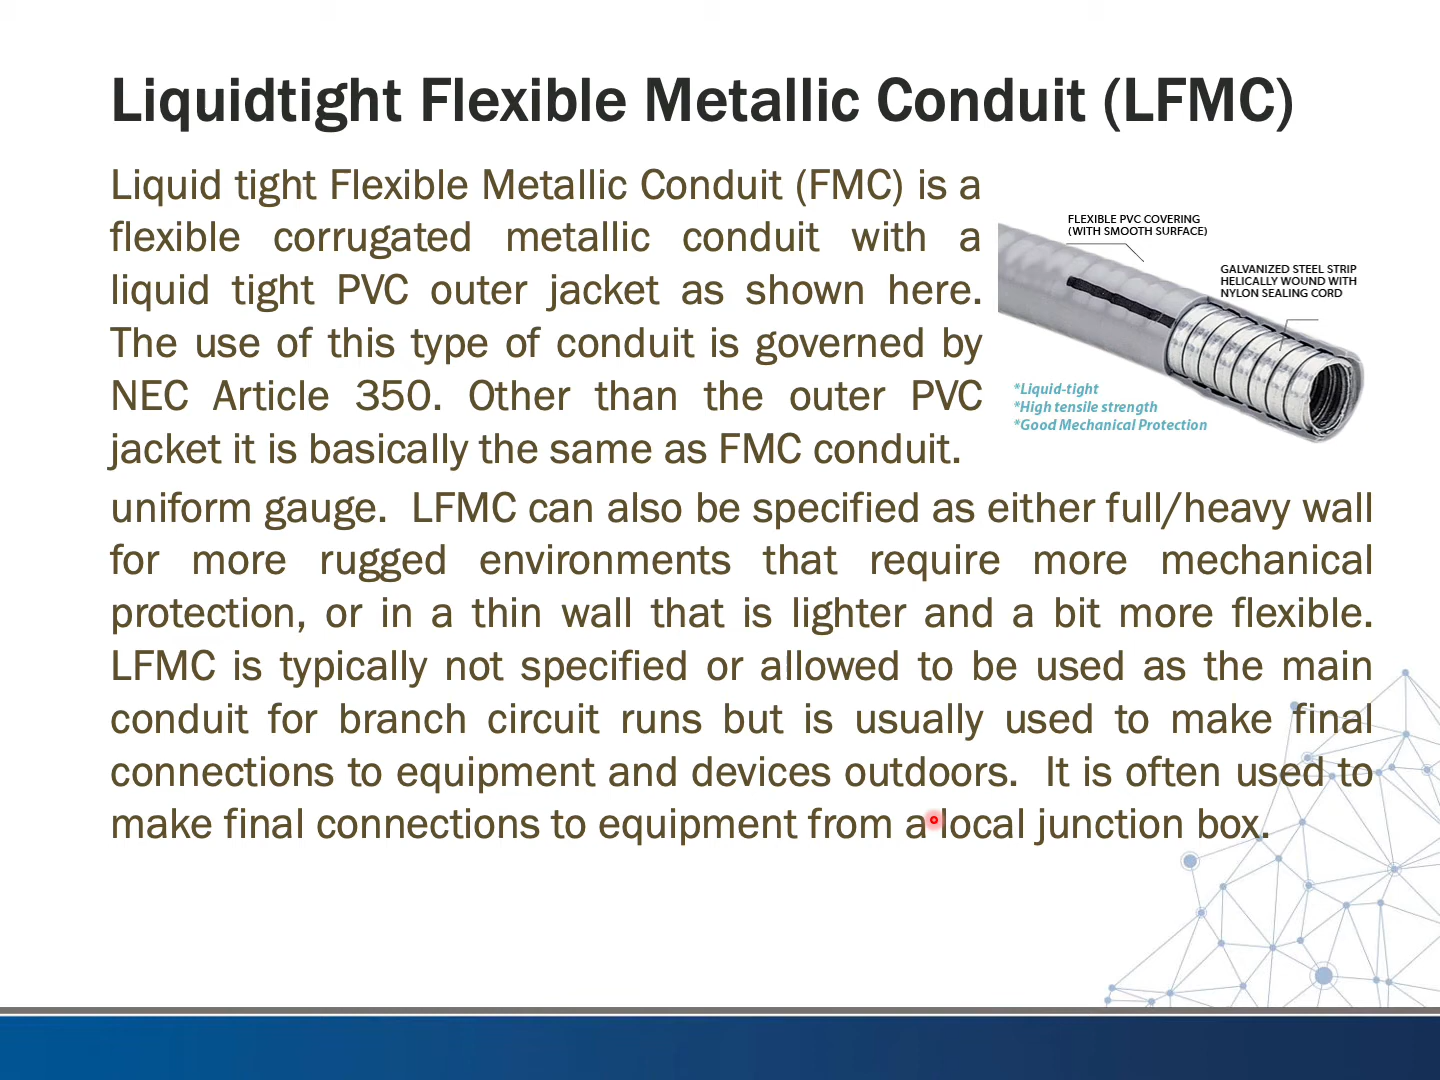 Liquidtight Flexible Metallic Conduit (LFMC)
Liquid tight Flexible Metallic Conduit (FMC) is a
flexible corrugated metallic conduit with a
liquid tight PVC outer jacket as shown here.
The use of this type of conduit is governed by
NEC Article 350. Other than the outer PVC
jacket it is basically the same as FMC conduit.
FLEXIBLE PVC COVERING
(WITH SMOOTH SURFACE)
GALVANIZED STEEL STRIP
HELICALLY WOUND WITH
NYLON SEALING CORD
*Liquid-tight
*High tensile strength
*Good Mechanical Protection
uniform gauge.  LFMC can also be specified as either full/heavy wall
for more rugged environments that require more mechanical
protection, or in a thin wall that is lighter and a bit more flexible.
LFMC is typically not specified or allowed to be used as the main
conduit for branch circuit runs but is usually used to make final
connections to equipment and devices outdoors.  It is often used to
make final connections to equipment from a local junction box.